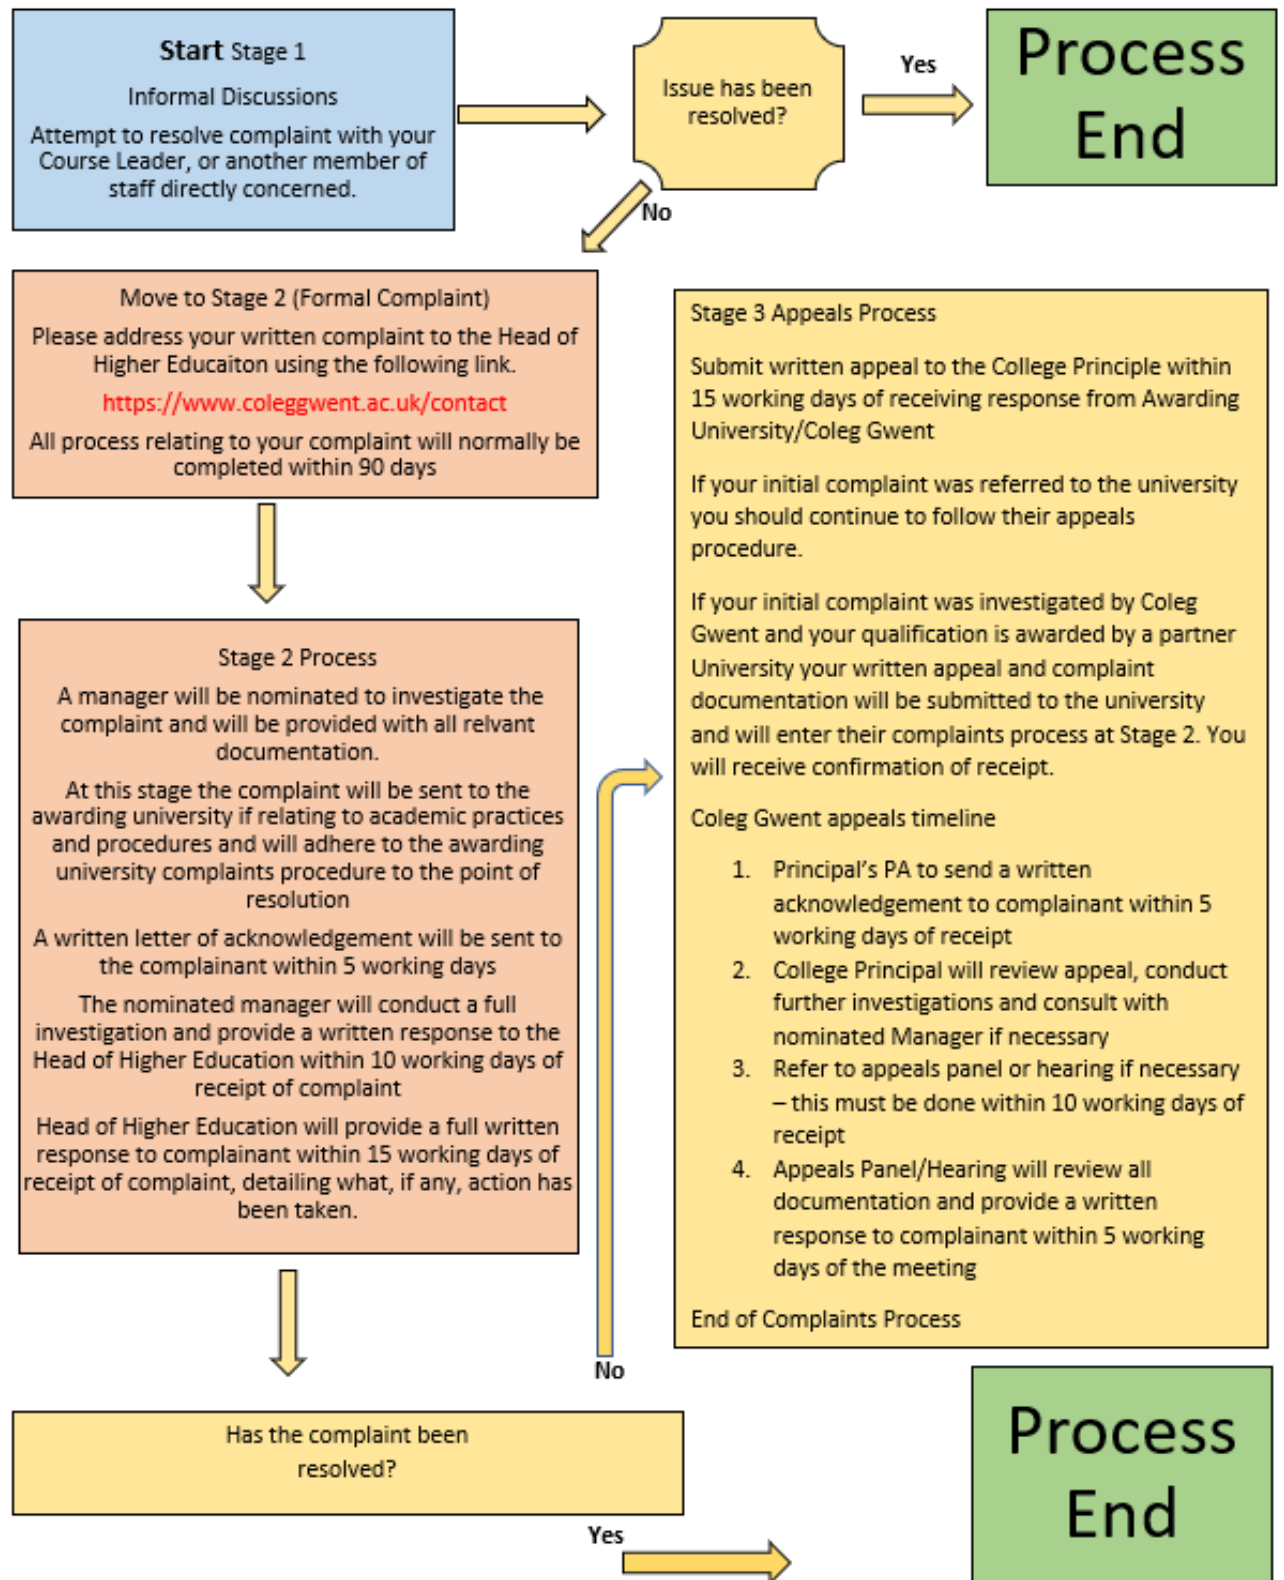 Start Stage 1
Informal Discussions
Attempt to resolve complaint with your
Course Leader, or another member of
staff directly concerned.
Issue has been
resolved?
Yes
Process
End
No
Move to Stage 2 (Formal Complaint)
Please address your written complaint to the Head of
Higher Educaiton using the following link.
https://www.coleggwent.ac.uk/contact
All process relating to your complaint will normally be
completed within 90 days
Stage 2 Process
A manager will be nominated to investigate the
complaint and will be provided with all relvant
documentation.
At this stage the complaint will be sent to the
awarding university if relating to academic practices
and procedures and will adhere to the awarding
university complaints procedure to the point of
resolution
A written letter of acknowledgement will be sent to
the complainant within 5 working days
The nominated manager will conduct a full
investigation and provide a written response to the
Head of Higher Education within 10 working days of
receipt of complaint
Head of Higher Education will provide a full written
response to complainant within 15 working days of
receipt of complaint, detailing what, if any, action has
been taken.
Has the complaint been
resolved?
No
Stage 3 Appeals Process
Submit written appeal to the College Principle within
15 working days of receiving response from Awarding
University/Coleg Gwent
If your initial complaint was referred to the university
you should continue to follow their appeals
procedure.
If your initial complaint was investigated by Coleg
Gwent and your qualification is awarded by a partner
University your written appeal and complaint
documentation will be submitted to the university
and will enter their complaints process at Stage 2. You
will receive confirmation of receipt.
Coleg Gwent appeals timeline
1. Principal's PA to send a written
acknowledgement to complainant within 5
working days of receipt
2. College Principal will review appeal, conduct
further investigations and consult with
nominated Manager if necessary
3. Refer to appeals panel or hearing if necessary
– this must be done within 10 working days of
receipt
4. Appeals Panel/Hearing will review all
documentation and provide a written
response to complainant within 5 working
days of the meeting
End of Complaints Process
Yes
Process
End